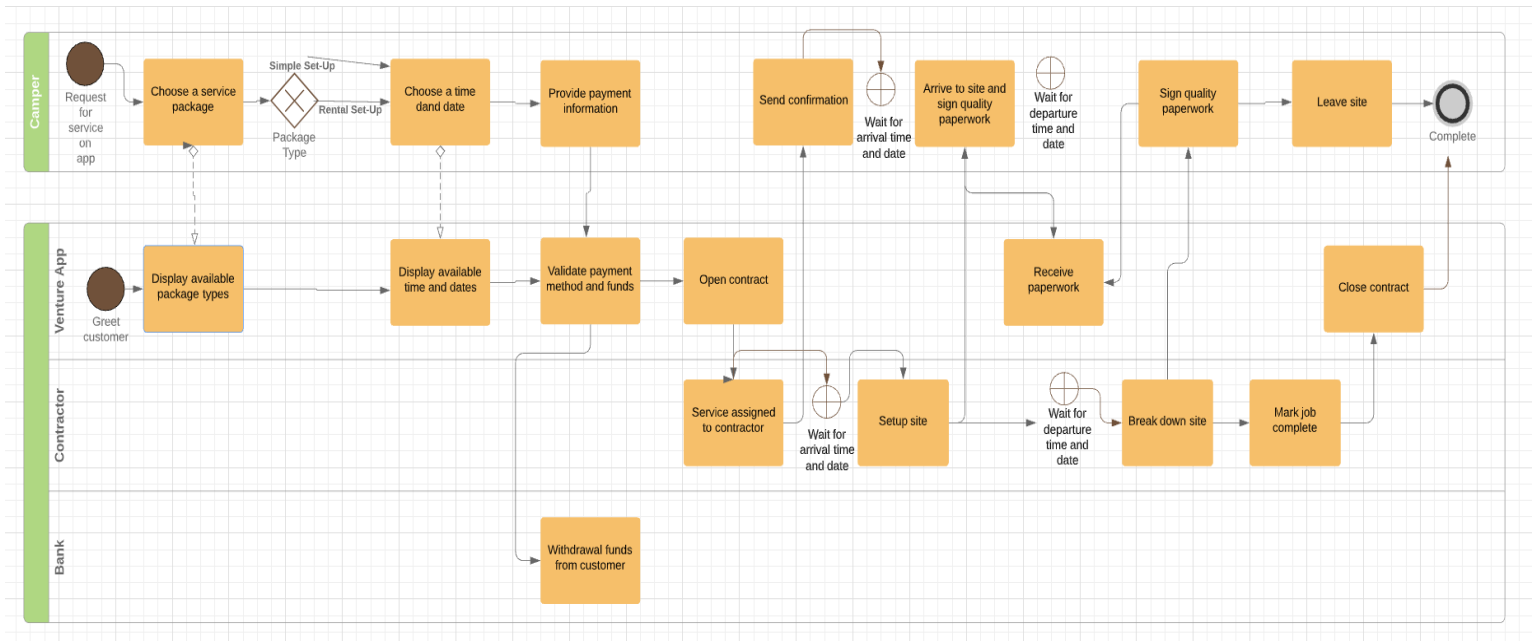 Camper
Request
for
service
on
app
Choose a service
package
Simple Set-Up
Rental Set-Up
Package
Type
Choose a time
dand date
Provide payment
information
Send confirmation
Wait for
arrival time
and date
Arrive to site and
sign quality
paperwork
Wait for
departure
time and
date
Sign quality
paperwork
Leave site
Complete
Venture App
Greet
customer
Display available
package types
Display available
time and dates
Validate payment
method and funds
Open contract
Receive
paperwork
Close contract
Contractor
Service assigned
to contractor
Wait for
arrival time
and date
Setup site
Wait for
departure
time and
date
Break down site
Mark job
complete
Bank
Withdrawal funds
from customer